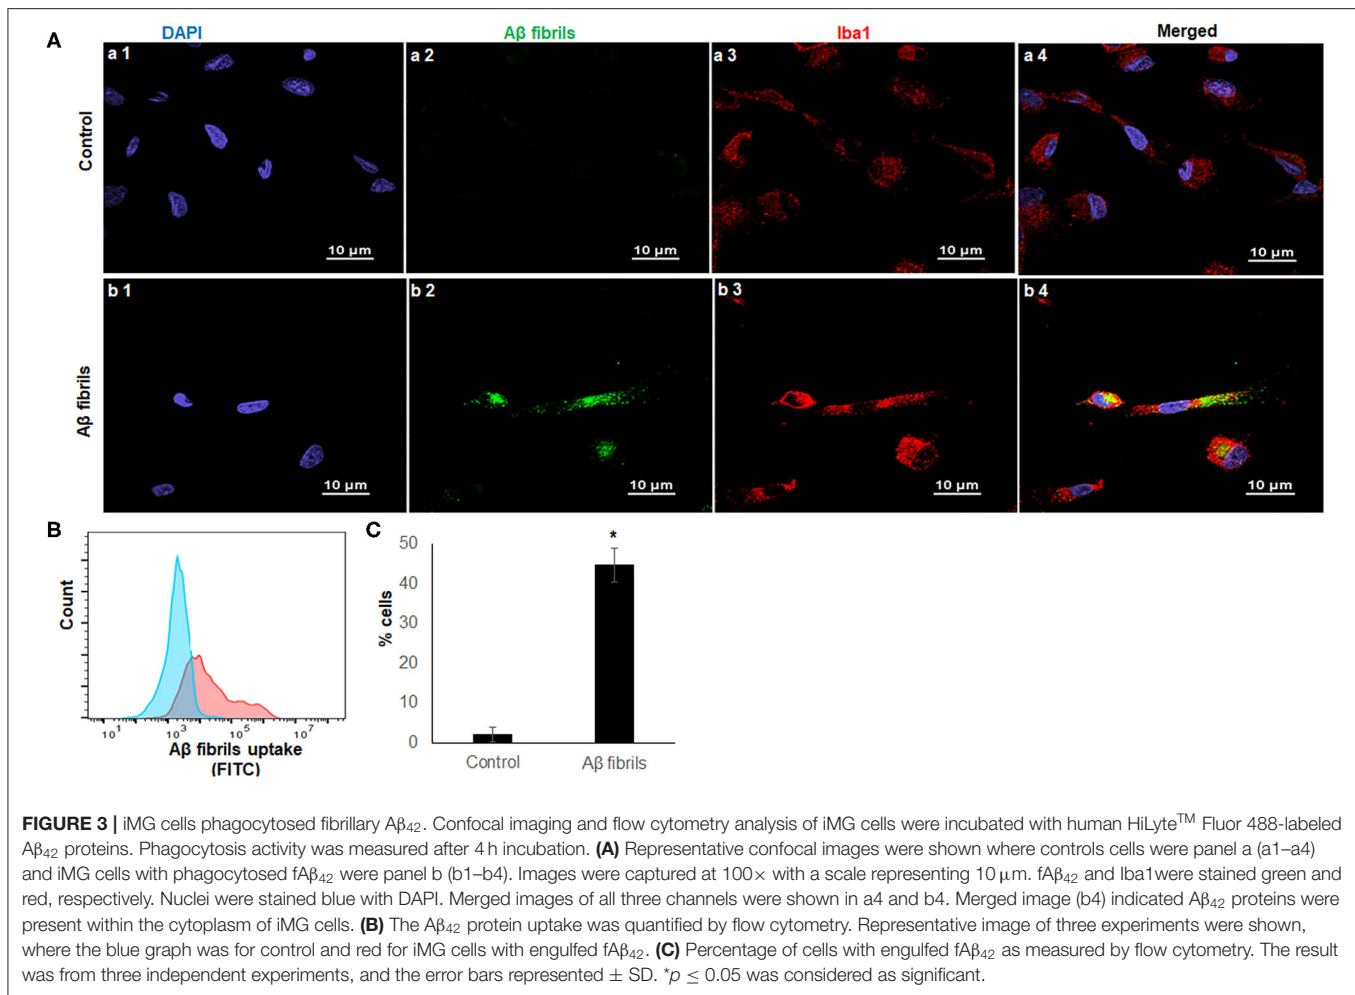 A
DAPI
Aβ fibrils
Iba1
Merged
Control
a 1
a 2
a 3
a 4
10 µm
10 µm
10 µm
10 µm
Aβ fibrils
b 1
b 2
b 3
b 4
10 µm
10 µm
10 µm
10 µm
B
Count
10¹ 10³ 10⁵ 10⁷
Aβ fibrils uptake
(FITC)
C
% cells
50
40
30
20
10
0
*
Control
Aβ fibrils
FIGURE 3 | iMG cells phagocytosed fibrillary Aβ₄₂. Confocal imaging and flow cytometry analysis of iMG cells were incubated with human HiLyte™ Fluor 488-labeled
Aβ₄₂ proteins. Phagocytosis activity was measured after 4 h incubation. (A) Representative confocal images were shown where controls cells were panel a (a1–a4)
and iMG cells with phagocytosed fAβ₄₂ were panel b (b1–b4). Images were captured at 100× with a scale representing 10 µm. fAβ₄₂ and Iba1were stained green and
red, respectively. Nuclei were stained blue with DAPI. Merged images of all three channels were shown in a4 and b4. Merged image (b4) indicated Aβ₄₂ proteins were
present within the cytoplasm of iMG cells. (B) The Aβ₄₂ protein uptake was quantified by flow cytometry. Representative image of three experiments were shown,
where the blue graph was for control and red for iMG cells with engulfed fAβ₄₂. (C) Percentage of cells with engulfed fAβ₄₂ as measured by flow cytometry. The result
was from three independent experiments, and the error bars represented ± SD. *p ≤ 0.05 was considered as significant.